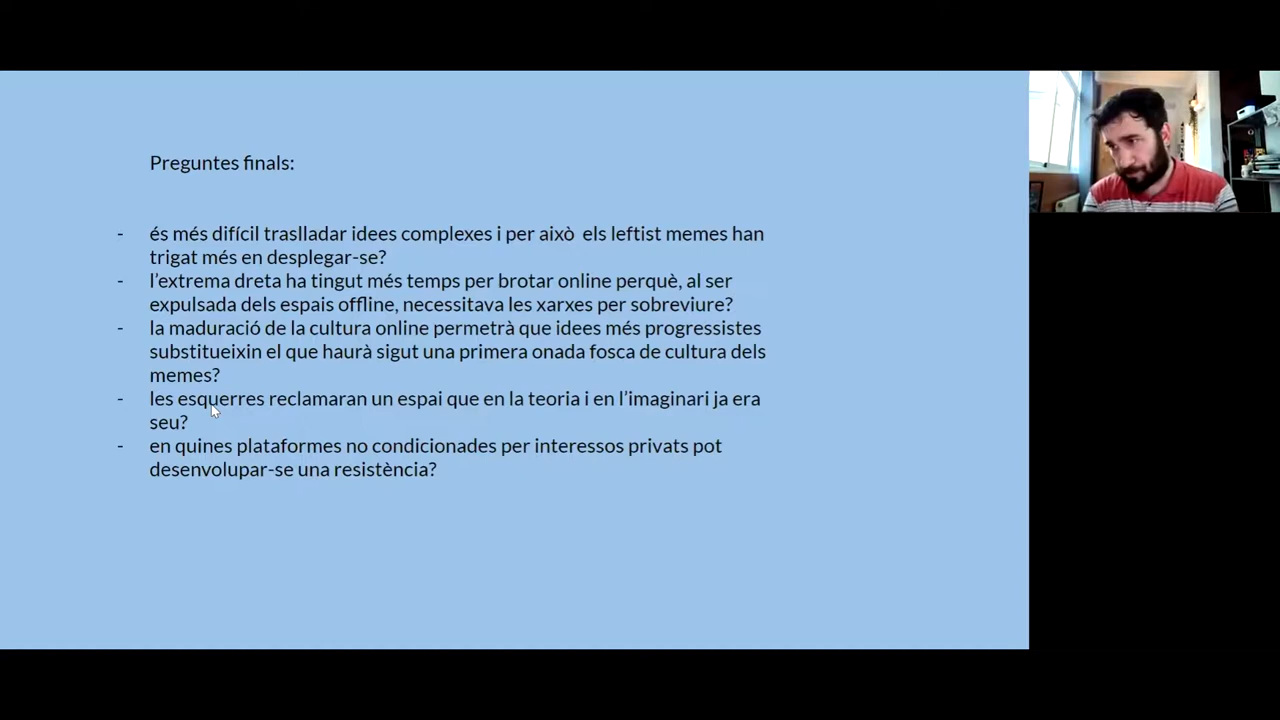 Preguntes finals:
- és més difícil traslladar idees complexes i per això els leftist memes han
trigat més en desplegar-se?
- l'extrema dreta ha tingut més temps per brotar online perquè, al ser
expulsada dels espais offline, necessitava les xarxes per sobreviure?
- la maduració de la cultura online permetrà que idees més progressistes
substitueixin el que haurà sigut una primera onada fosca de cultura dels
memes?
- les esquerres reclamaran un espai que en la teoria i en l'imaginari ja era
seu?
- en quines plataformes no condicionades per interessos privats pot
desenvolupar-se una resistència?